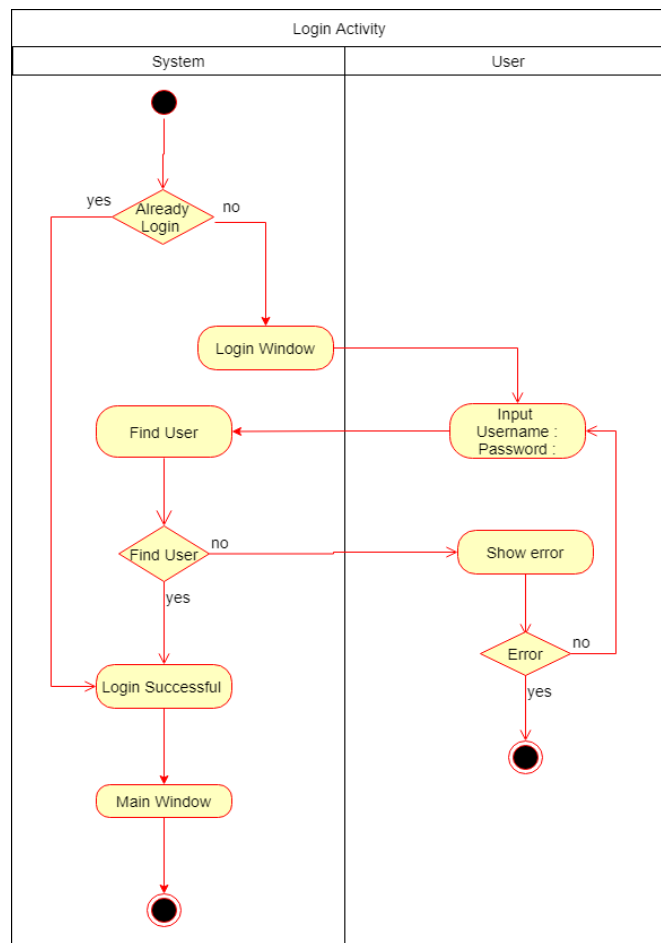 Login Activity
System
User
yes
Already
Login
no
Login Window
Find User
Input
Username :
Password :
Find User
no
Show error
yes
Error
no
Login Successful
yes
Main Window